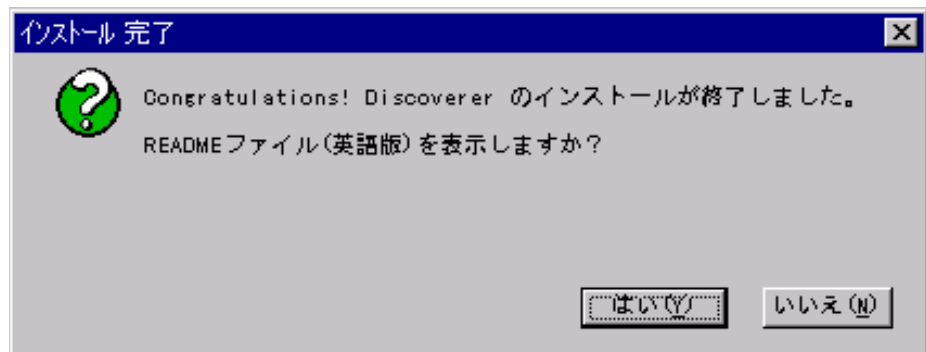 インストール 完了
Congratulations! Discoverer のインストールが終了しました。
READMEファイル(英語版)を表示しますか?
はい(Y) いいえ(N)